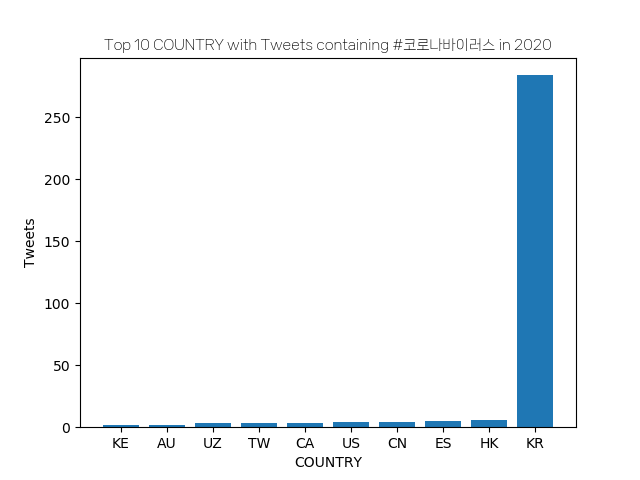 Top 10 COUNTRY with Tweets containing #코로나바이러스 in 2020
250
200
150
100
50
0
Tweets
KE AU UZ TW CA US CN ES HK KR
COUNTRY